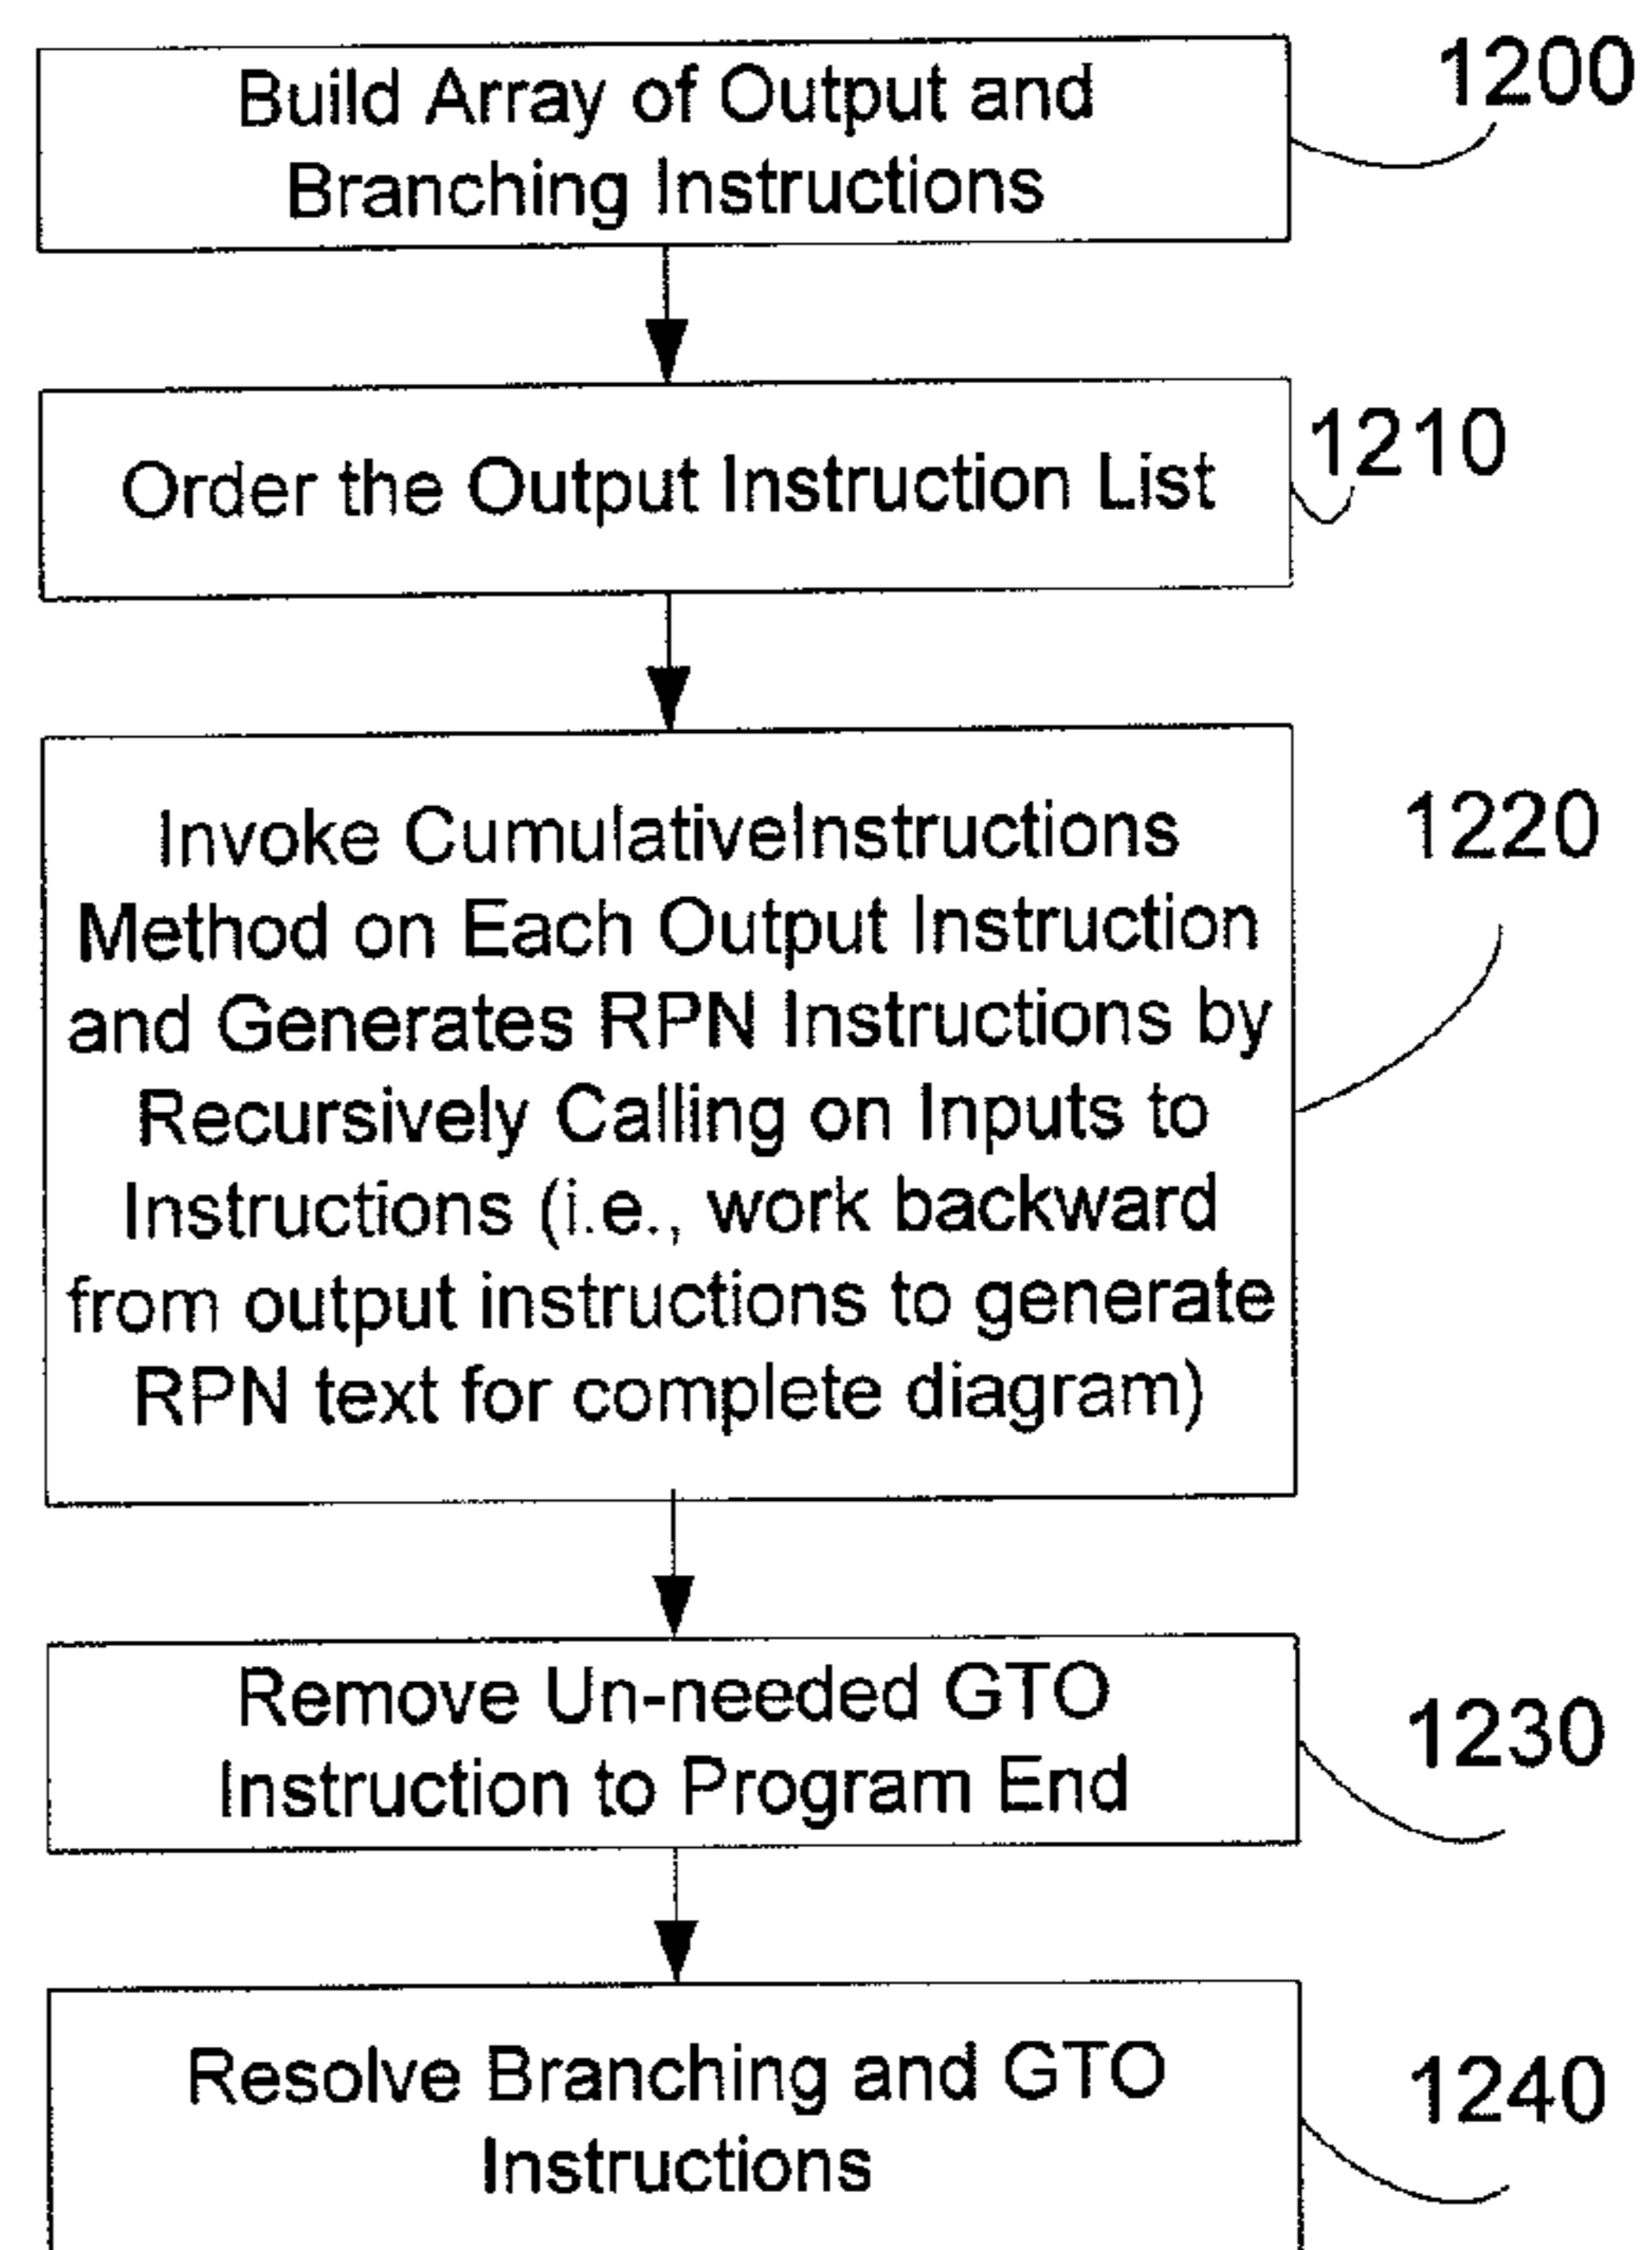 Build Array of Output and
Branching Instructions
1200
Order the Output Instruction List
1210
Invoke CumulativeInstructions
Method on Each Output Instruction
and Generates RPN Instructions by
Recursively Calling on Inputs to
Instructions (i.e., work backward
from output instructions to generate
RPN text for complete diagram)
1220
Remove Un-needed GTO
Instruction to Program End
1230
Resolve Branching and GTO
Instructions
1240